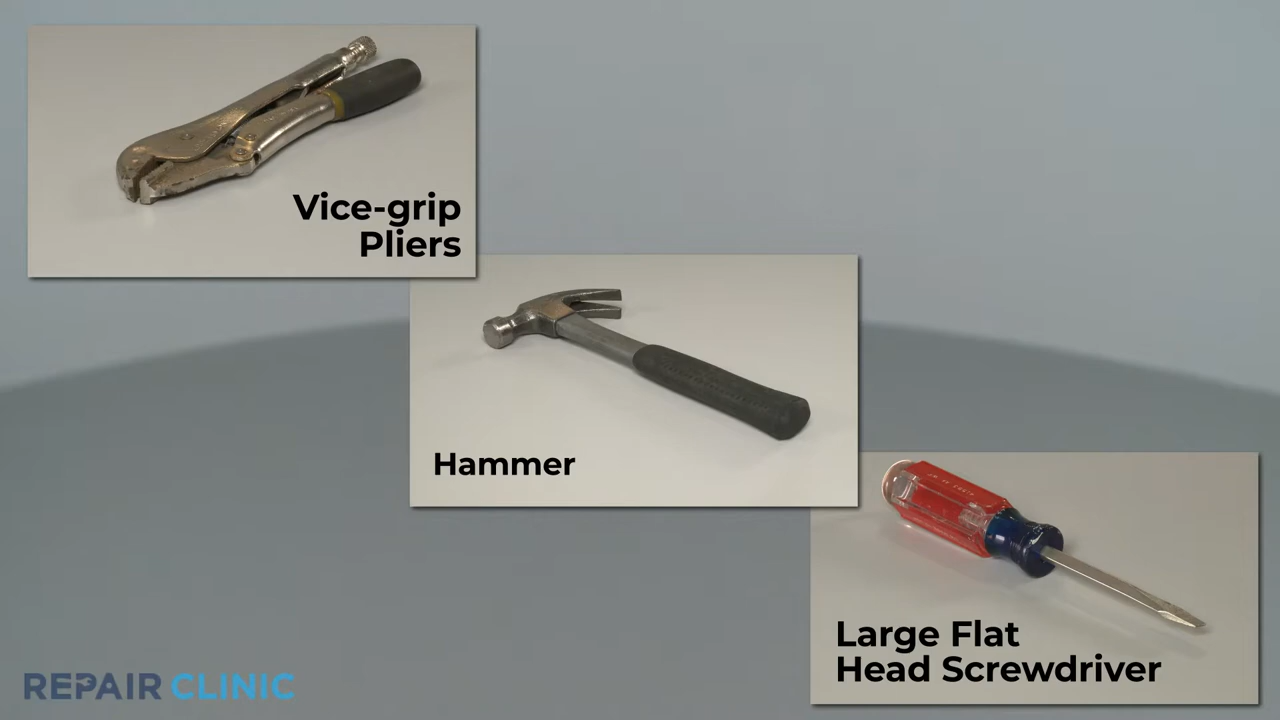 Vice-grip
Pliers
Hammer
Large Flat
Head Screwdriver
REPAIR CLINIC